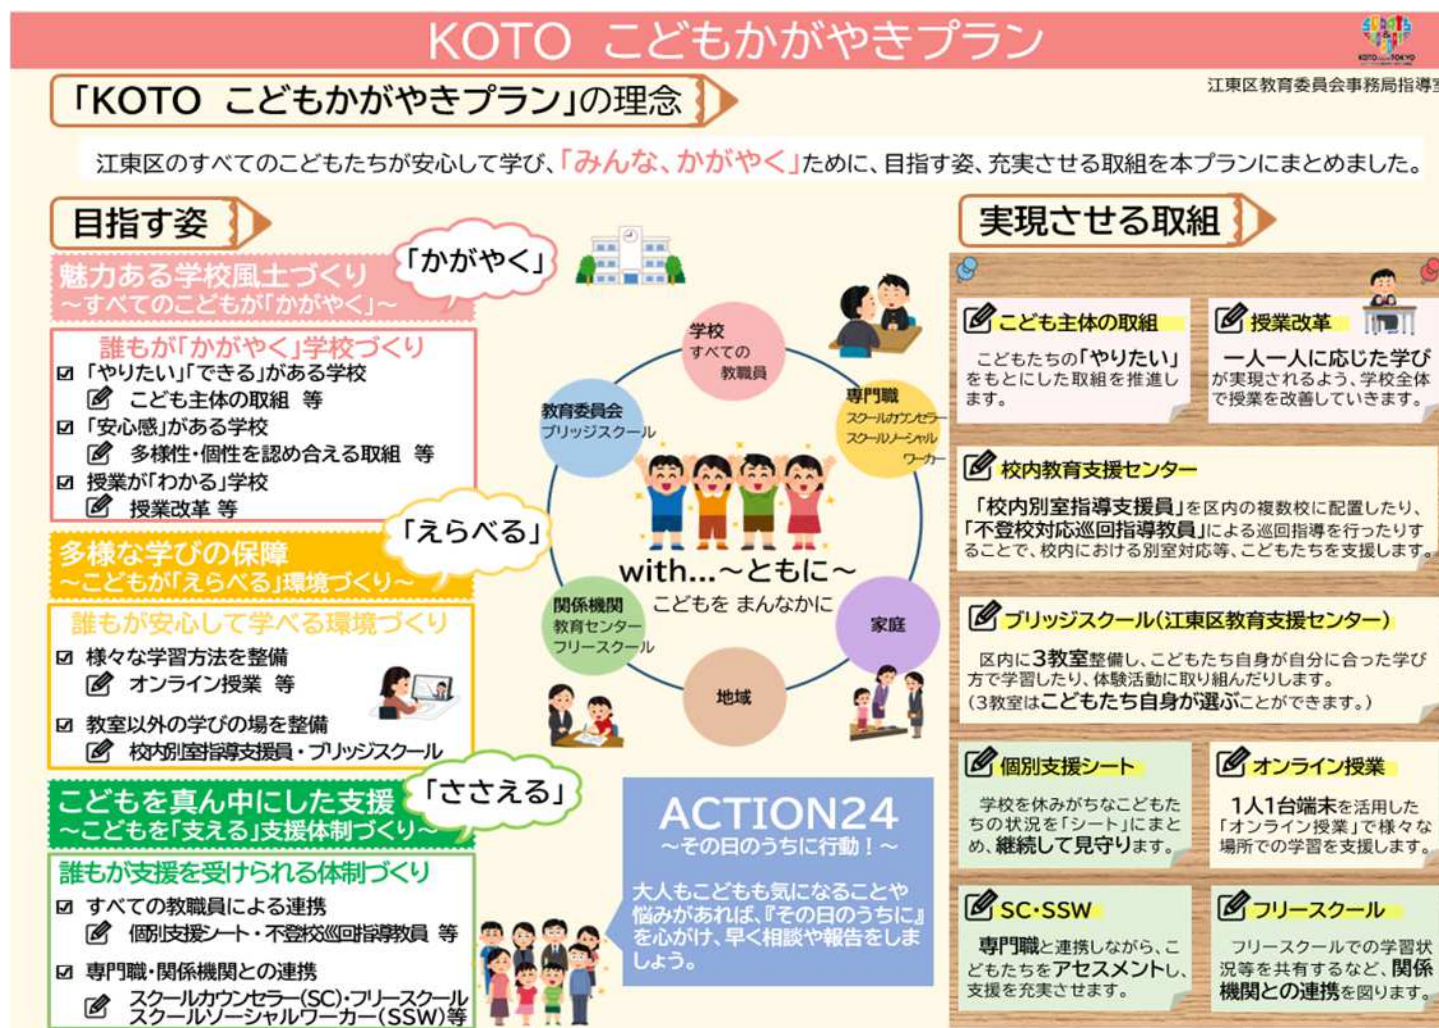 KOTO こどもかがやきプラン
SPORTS
KOTO
TOKYO
江東区教育委員会事務局指導室
「KOTO こどもかがやきプラン」の理念
江東区のすべてのこどもたちが安心して学び、「みんな、かがやく」ために、目指す姿、充実させる取組を本プランにまとめました。
目指す姿
「かがやく」
魅力ある学校風土づくり
～すべてのこどもが「かがやく」～
誰もが「かがやく」学校づくり
「やりたい」「できる」がある学校
こども主体の取組 等
「安心感」がある学校
多様性・個性を認め合える取組 等
授業が「わかる」学校
授業改革 等
「えらべる」
多様な学びの保障
～こどもが「えらべる」環境づくり～
誰もが安心して学べる環境づくり
様々な学習方法を整備
オンライン授業 等
教室以外の学びの場を整備
校内別室指導支援員・ブリッジスクール
「ささえる」
こどもを真ん中にした支援
～こどもを「支える」支援体制づくり～
誰もが支援を受けられる体制づくり
すべての教職員による連携
個別支援シート・不登校巡回指導教員 等
専門職・関係機関との連携
スクールカウンセラー(SC)・フリースクール
スクールソーシャルワーカー(SSW)等
学校
すべての
教職員
教育委員会
ブリッジスクール
専門職
スクールカウンセラー
スクールソーシャル
ワーカー
with...～ともに～
こどもを まんなかに
関係機関
教育センター
フリースクール
家庭
地域
ACTION24
～その日のうちに行動！～
大人もこどもも気になることや
悩みがあれば、『その日のうちに』
を心がけ、早く相談や報告をしま
しょう。
実現させる取組
こども主体の取組
こどもたちの「やりたい」
をもとにした取組を推進し
ます。
授業改革
一人一人に応じた学び
が実現されるよう、学校全体
で授業を改善していきます。
校内教育支援センター
「校内別室指導支援員」を区内の複数校に配置したり、
「不登校対応巡回指導教員」による巡回指導を行ったりす
ることで、校内における別室対応等、こどもたちを支援します。
ブリッジスクール(江東区教育支援センター)
区内に3教室整備し、こどもたち自身が自分に合った学び
方で学習したり、体験活動に取り組んだりします。
(3教室はこどもたち自身が選ぶことができます。)
個別支援シート
学校を休みがちなこどもた
ちの状況を「シート」にまと
め、継続して見守ります。
オンライン授業
1人1台端末を活用した
「オンライン授業」で様々な
場所での学習を支援します。
SC・SSW
専門職と連携しながら、こ
どもたちをアセスメントし、
支援を充実させます。
フリースクール
フリースクールでの学習状
況等を共有するなど、関係
機関との連携を図ります。